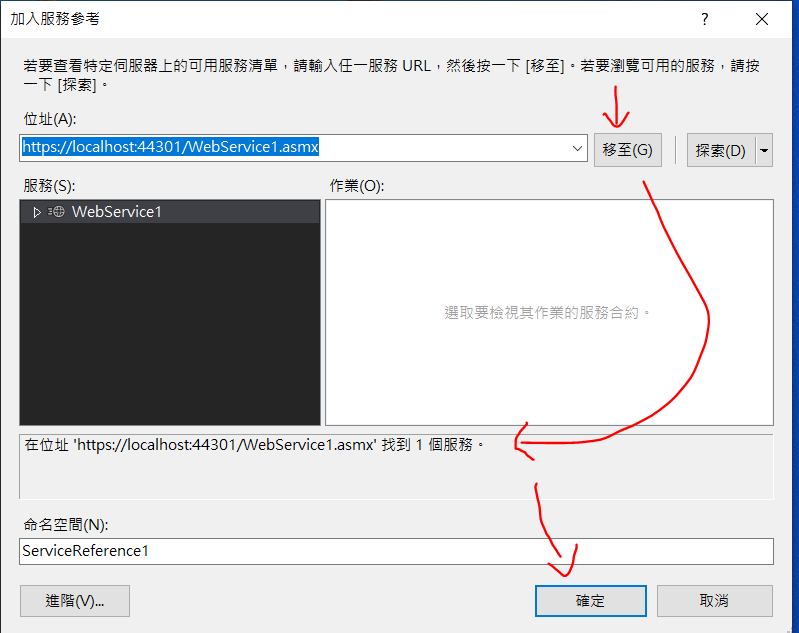 加入服務參考
?
若要查看特定伺服器上的可用服務清單，請輸入任一服務 URL，然後按一下 [移至]。若要瀏覽可用的服務，請按
一下 [探索]。
位址(A):
https://localhost:44301/WebService1.asmx
移至(G)
探索(D)
服務(S):
作業(O):
WebService1
選取要檢視其作業的服務合約。
在位址 'https://localhost:44301/WebService1.asmx' 找到 1 個服務。
命名空間(N):
ServiceReference1
進階(V)...
確定
取消